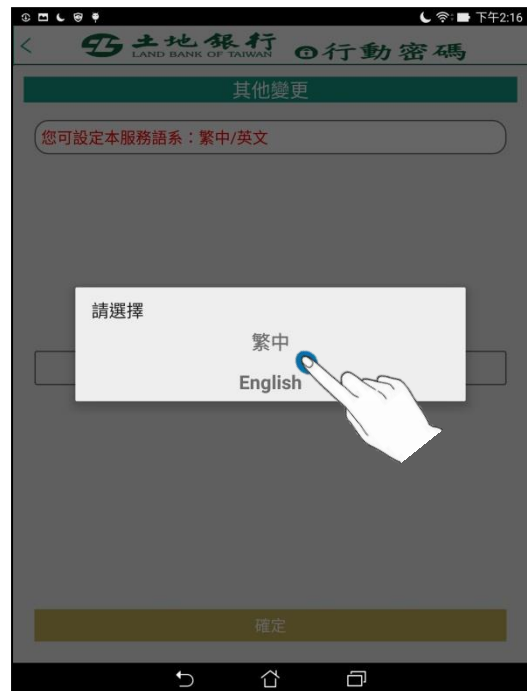 下午2:16
土地銀行
LAND BANK OF TAIWAN
行動密碼
其他變更
您可設定本服務語系：繁中/英文
請選擇
繁中
English
確定